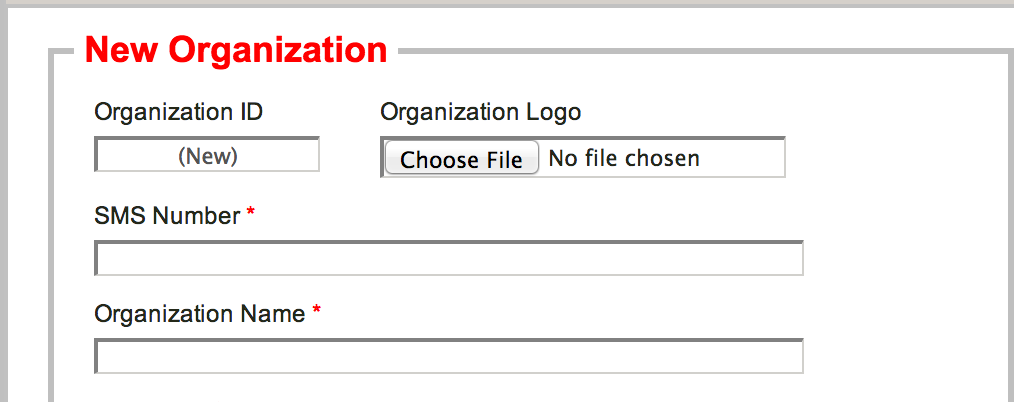 New Organization
Organization ID
Organization Logo
(New)
Choose File No file chosen
SMS Number *
Organization Name *